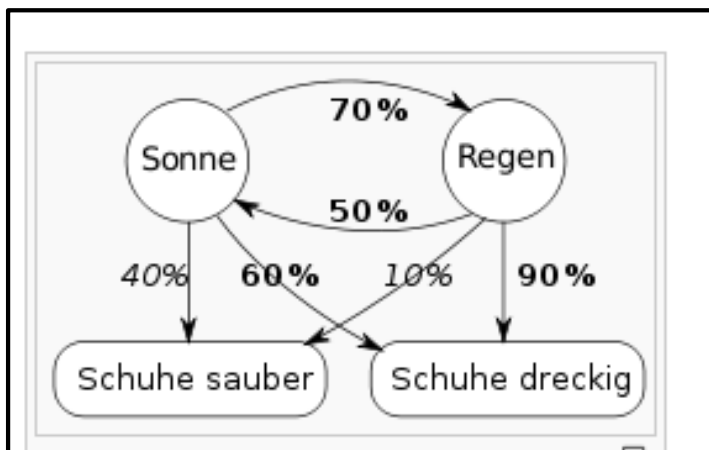 70 %
Sonne
Regen
50 %
40%
60 %
10%
90 %
Schuhe sauber
Schuhe dreckig